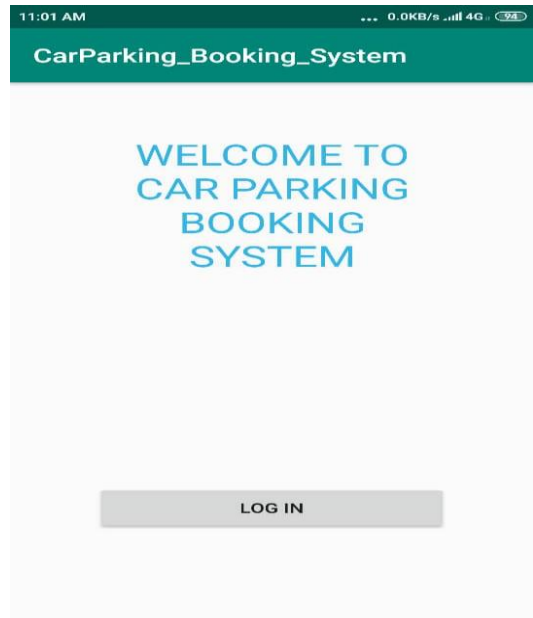 11:01 AM ... 0.0KB/s 4G 94
CarParking_Booking_System
WELCOME TO
CAR PARKING
BOOKING
SYSTEM
LOG IN